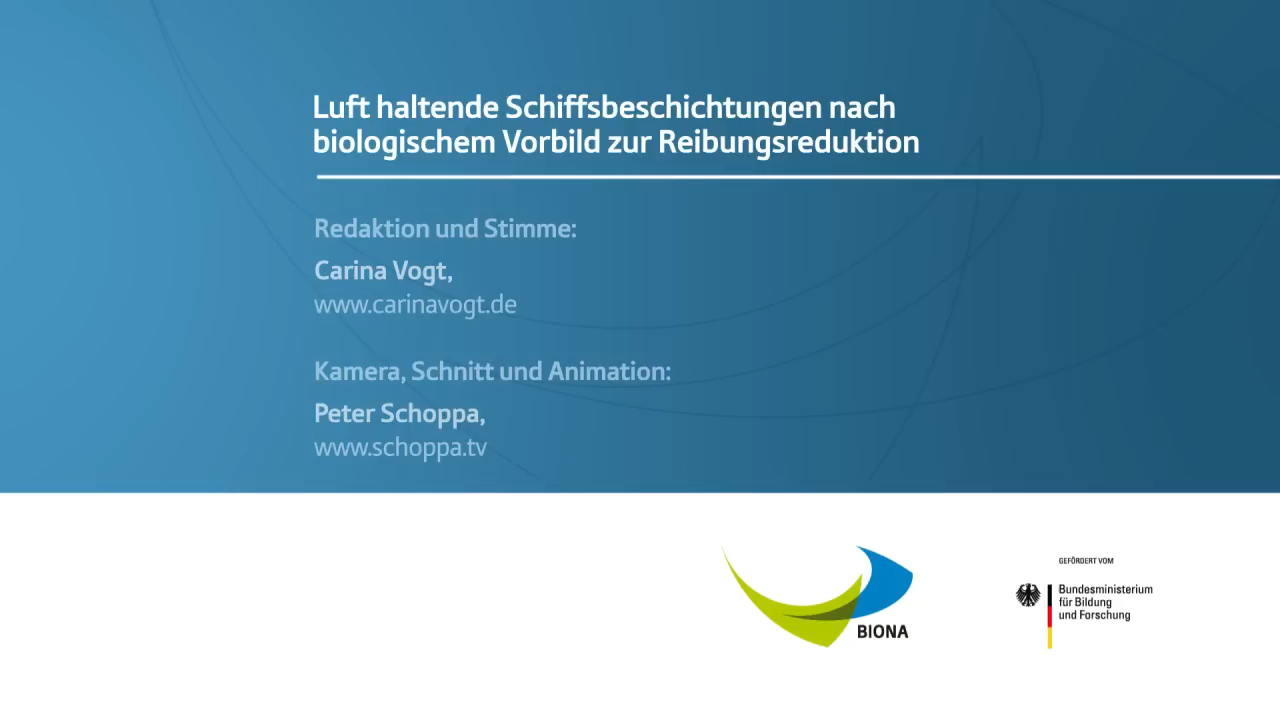 Luft haltende Schiffsbeschichtungen nach
biologischem Vorbild zur Reibungsreduktion
Redaktion und Stimme:
Carina Vogt,
www.carinavogt.de
Kamera, Schnitt und Animation:
Peter Schoppa,
www.schoppa.tv
BIONA
GEFÖRDERT VOM
Bundesministerium
für Bildung
und Forschung